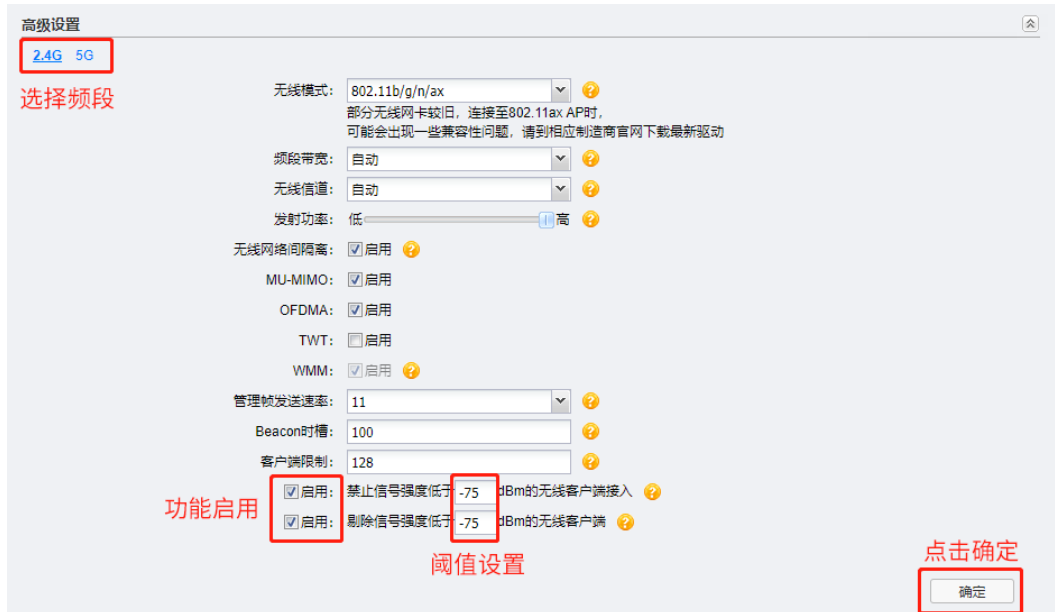 高级设置
2.4G 5G
选择频段
无线模式: 802.11b/g/n/ax
部分无线网卡较旧，连接至802.11ax AP时，
可能会出现一些兼容性问题，请到相应制造商官网下载最新驱动
频段带宽: 自动
无线信道: 自动
发射功率: 低 高
无线网络间隔离: 启用
MU-MIMO: 启用
OFDMA: 启用
TWT: 启用
WMM: 启用
管理帧发送速率: 11
Beacon时槽: 100
客户端限制: 128
功能启用
启用: 禁止信号强度低于 -75 dBm的无线客户端接入
启用: 剔除信号强度低于 -75 dBm的无线客户端
阈值设置
点击确定
确定